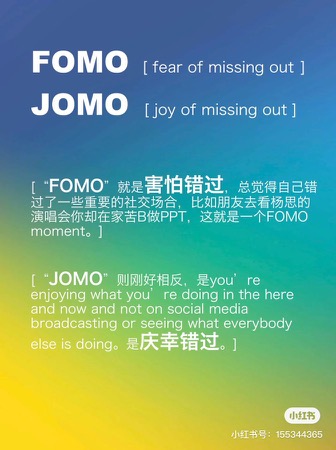 FOMO [ fear of missing out ]
JOMO [ joy of missing out ]
[ “FOMO”就是害怕错过，总觉得自己错
过了一些重要的社交场合，比如朋友去看杨思的
演唱会你却在家苦B做PPT，这就是一个FOMO
moment。]
[ “JOMO”则刚好相反，是you’re
enjoying what you’re doing in the here
and now and not on social media
broadcasting or seeing what everybody
else is doing。是庆幸错过。]
小红书
小红书号：155344365